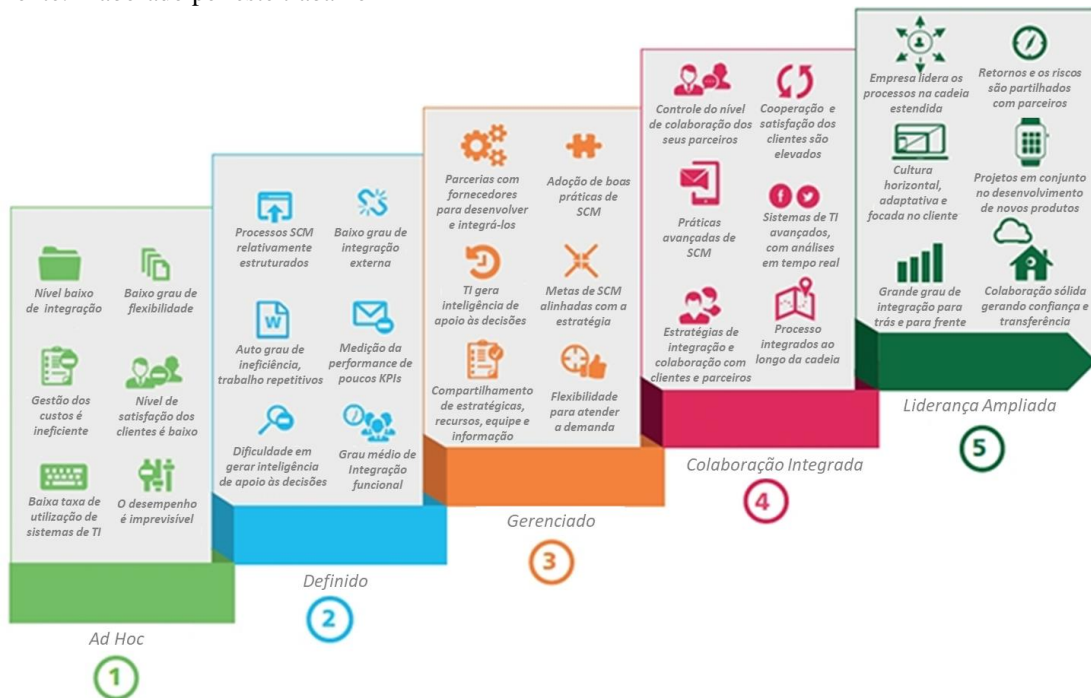 Nível baixo
de integração
Baixo grau de
flexibilidade
Gestão dos
custos é
ineficiente
Nível de
satisfação dos
clientes é baixo
Baixa taxa de
utilização de
sistemas de TI
O desempenho
é imprevisível
Ad Hoc
1
Processos SCM
relativamente
estruturados
Baixo grau de
integração
externa
W
Auto grau de
ineficiência,
trabalho repetitivos
Medição da
performance de
poucos KPIs
Dificuldade em
gerar inteligência
de apoio às decisões
Grau médio de
Integração
funcional
Definido
2
Parcerias com
fornecedores
para desenvolver
e integrá-los
Adoção de boas
práticas de
SCM
TI gera
inteligência de
apoio às decisões
Metas de SCM
alinhadas com a
estratégia
Compartilhamento
de estratégicas,
recursos, equipe e
informação
Flexibilidade
para atender
a demanda
Gerenciado
3
Controle do nível
de colaboração dos
seus parceiros
Cooperação e
satisfação dos
clientes são
elevados
Práticas
avançadas de
SCM
Sistemas de TI
avançados,
com análises
em tempo real
Estratégias de
integração e
colaboração com
clientes e parceiros
Processo
integrados ao
longo da cadeia
Colaboração Integrada
4
Empresa lidera os
processos na cadeia
estendida
Retornos e os riscos
são partilhados
com parceiros
Cultura
horizontal,
adaptativa e
focada no cliente
Projetos em conjunto
no desenvolvimento
de novos produtos
Grande grau de
integração para
trás e para frente
Colaboração sólida
gerando confiança e
transferência
Liderança Ampliada
5